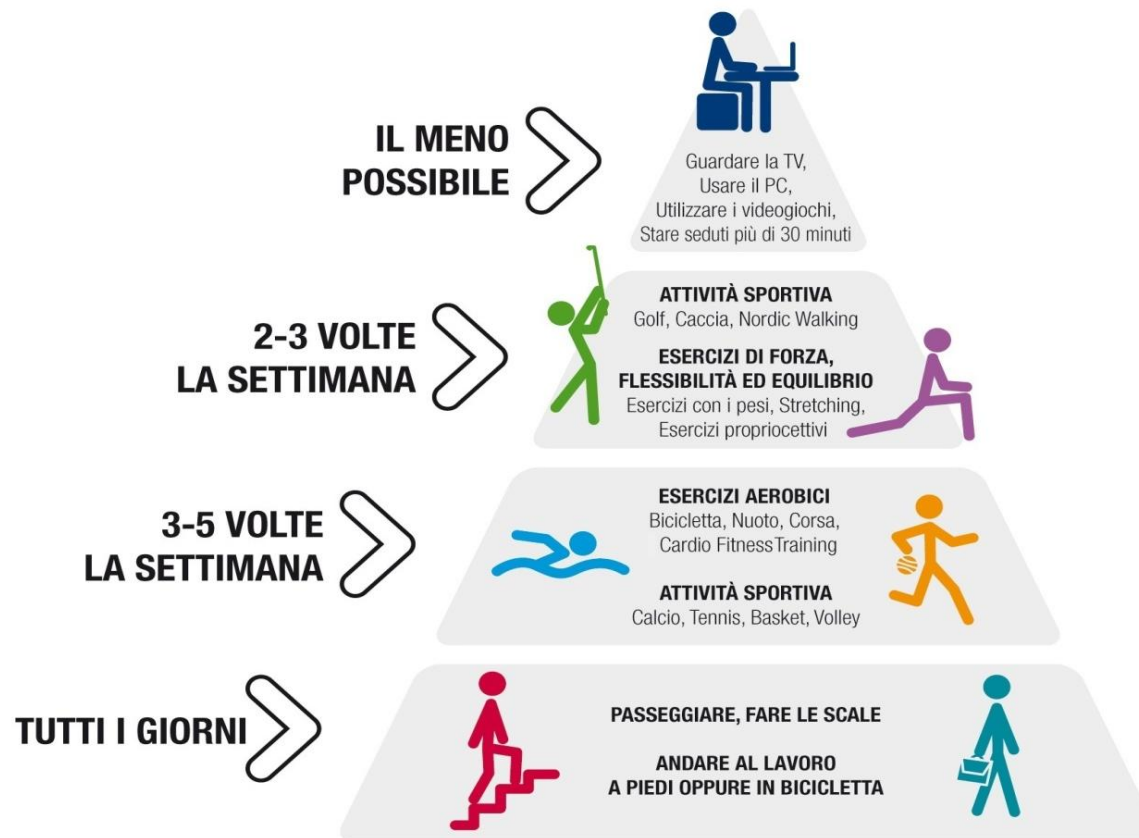 IL MENO
POSSIBILE
Guardare la TV,
Usare il PC,
Utilizzare i videogiochi,
Stare seduti più di 30 minuti
2-3 VOLTE
LA SETTIMANA
ATTIVITÀ SPORTIVA
Golf, Caccia, Nordic Walking
ESERCIZI DI FORZA,
FLESSIBILITÀ ED EQUILIBRIO
Esercizi con i pesi, Stretching,
Esercizi propriocettivi
3-5 VOLTE
LA SETTIMANA
ESERCIZI AEROBICI
Bicicletta, Nuoto, Corsa,
Cardio Fitness Training
ATTIVITÀ SPORTIVA
Calcio, Tennis, Basket, Volley
TUTTI I GIORNI
PASSEGGIARE, FARE LE SCALE
ANDARE AL LAVORO
A PIEDI OPPURE IN BICICLETTA